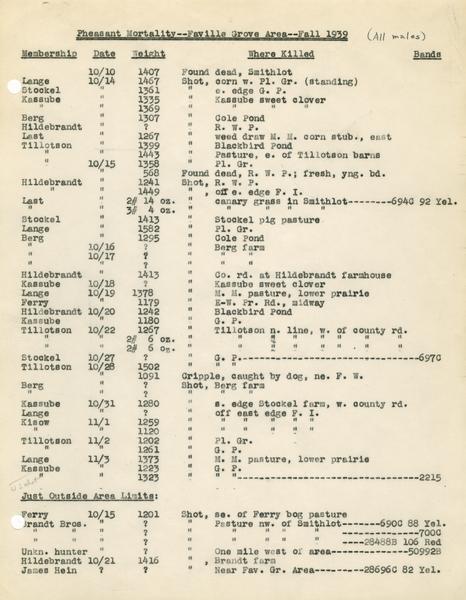 Pheasant Mortality--Faville Grove Area--Fall 1939 (All males)
Membership Date Weight Where Killed Bands
10/10 1407 Found dead, Smithlot
Lange 10/14 1467 Shot, corn w. Pl. Gr. (standing)
Stockel " 1361 " e. edge G. P.
Kassube " 1335 " Kassube sweet clover
" " 1369 " " " "
Berg " 1307 " Cole Pond
Hildebrandt " ? " R. W. P.
Last " 1267 " weed draw M. M. corn stub., east
Tillotson " 1399 " Blackbird Pond
" " 1443 " Pasture, e. of Tillotson barns
" 10/15 1358 " Pl. Gr.
" 568 Found dead, R. W. P.; fresh, yng. bd.
Hildebrandt " 1241 Shot, R. W. P.
" " 1449 " , off e. edge F. I.
Last " 2# 14 oz. " canary grass in Smithlot-----694C 92 Yel.
" " 3# 4 oz. " " " " "
Stockel " 1413 " Stockel pig pasture
Lange " 1582 " Pl. Gr.
Berg " 1295 " Cole Pond
" 10/16 ? " Berg farm
" 10/17 ? " " "
" " ? " " "
Hildebrandt " 1413 " Co. rd. at Hildebrandt farmhouse
Kassube 10/18 ? " Kassube sweet clover
Lange 10/19 1378 " M. M. pasture, lower prairie
Ferry " 1179 " E-W. Pr. Rd., midway
Hildebrandt 10/20 1242 " Blackbird Pond
Kassube " 1180 " G. P.
Tillotson 10/22 1267 " Tillotson n. line, w. of county rd.
2# 6 oz. " " " " " " " "
2# 6 oz. " " " " " " " "
Stockel 10/27 ? " G. P.--------------------------697C
Tillotson 10/28 1502 " "
" 1091 Cripple, caught by dog, ne. F. W.
Berg " ? Shot, Berg farm
" " ? " " "
Kassube 10/31 1280 " s. edge Stockel farm, w. county rd.
Lange " ? " off east edge F. I.
Kisow 11/1 1259 " " " " " "
" " 1120 " " " " " "
Tillotson 11/2 1202 " Pl. Gr.
" " 1261 " G. P.
Lange 11/3 1373 " M. M. pasture, lower prairie
Kassube " 1223 " G. P.
" " 1323 " "--------------------------2215
Just Outside Area Limits:
Ferry 10/15 1201 Shot, se. of Ferry bog pasture
Brandt Bros. " ? " Pasture nw. of Smithlot-------690C 88 Yel.
" " " ? " " " " " -------------700C
" " " ? " " " " " -------28488B 106 Red
Unkn. hunter " ? " One mile west of area----------50992B
Hildebrandt 10/21 1416 " , Brandt farm
James Hein " ? " Near Fav. Gr. Area------28696C 82 Yel.